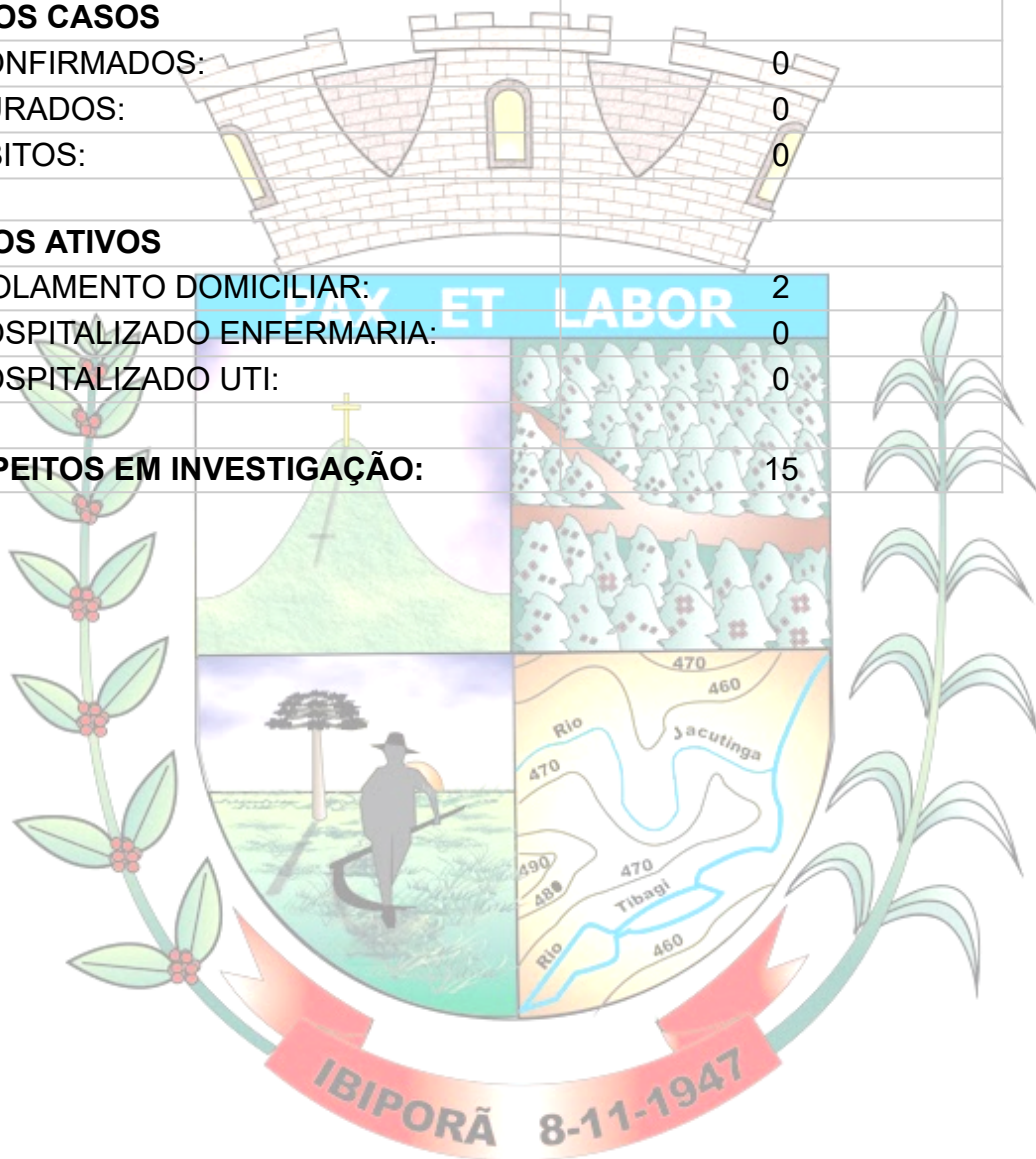 OS CASOS
ONFIRMADOS: 0
URADOS: 0
BITOS: 0
OS ATIVOS
OLAMENTO DOMICILIAR: 2
OSPITALIZADO ENFERMARIA: 0
OSPITALIZADO UTI: 0
PEITOS EM INVESTIGAÇÃO: 15
PAX ET LABOR
470
460
Rio Jacutinga
470
490
480
470
Rio Tibagi
460
IBIPORÃ 8-11-1947